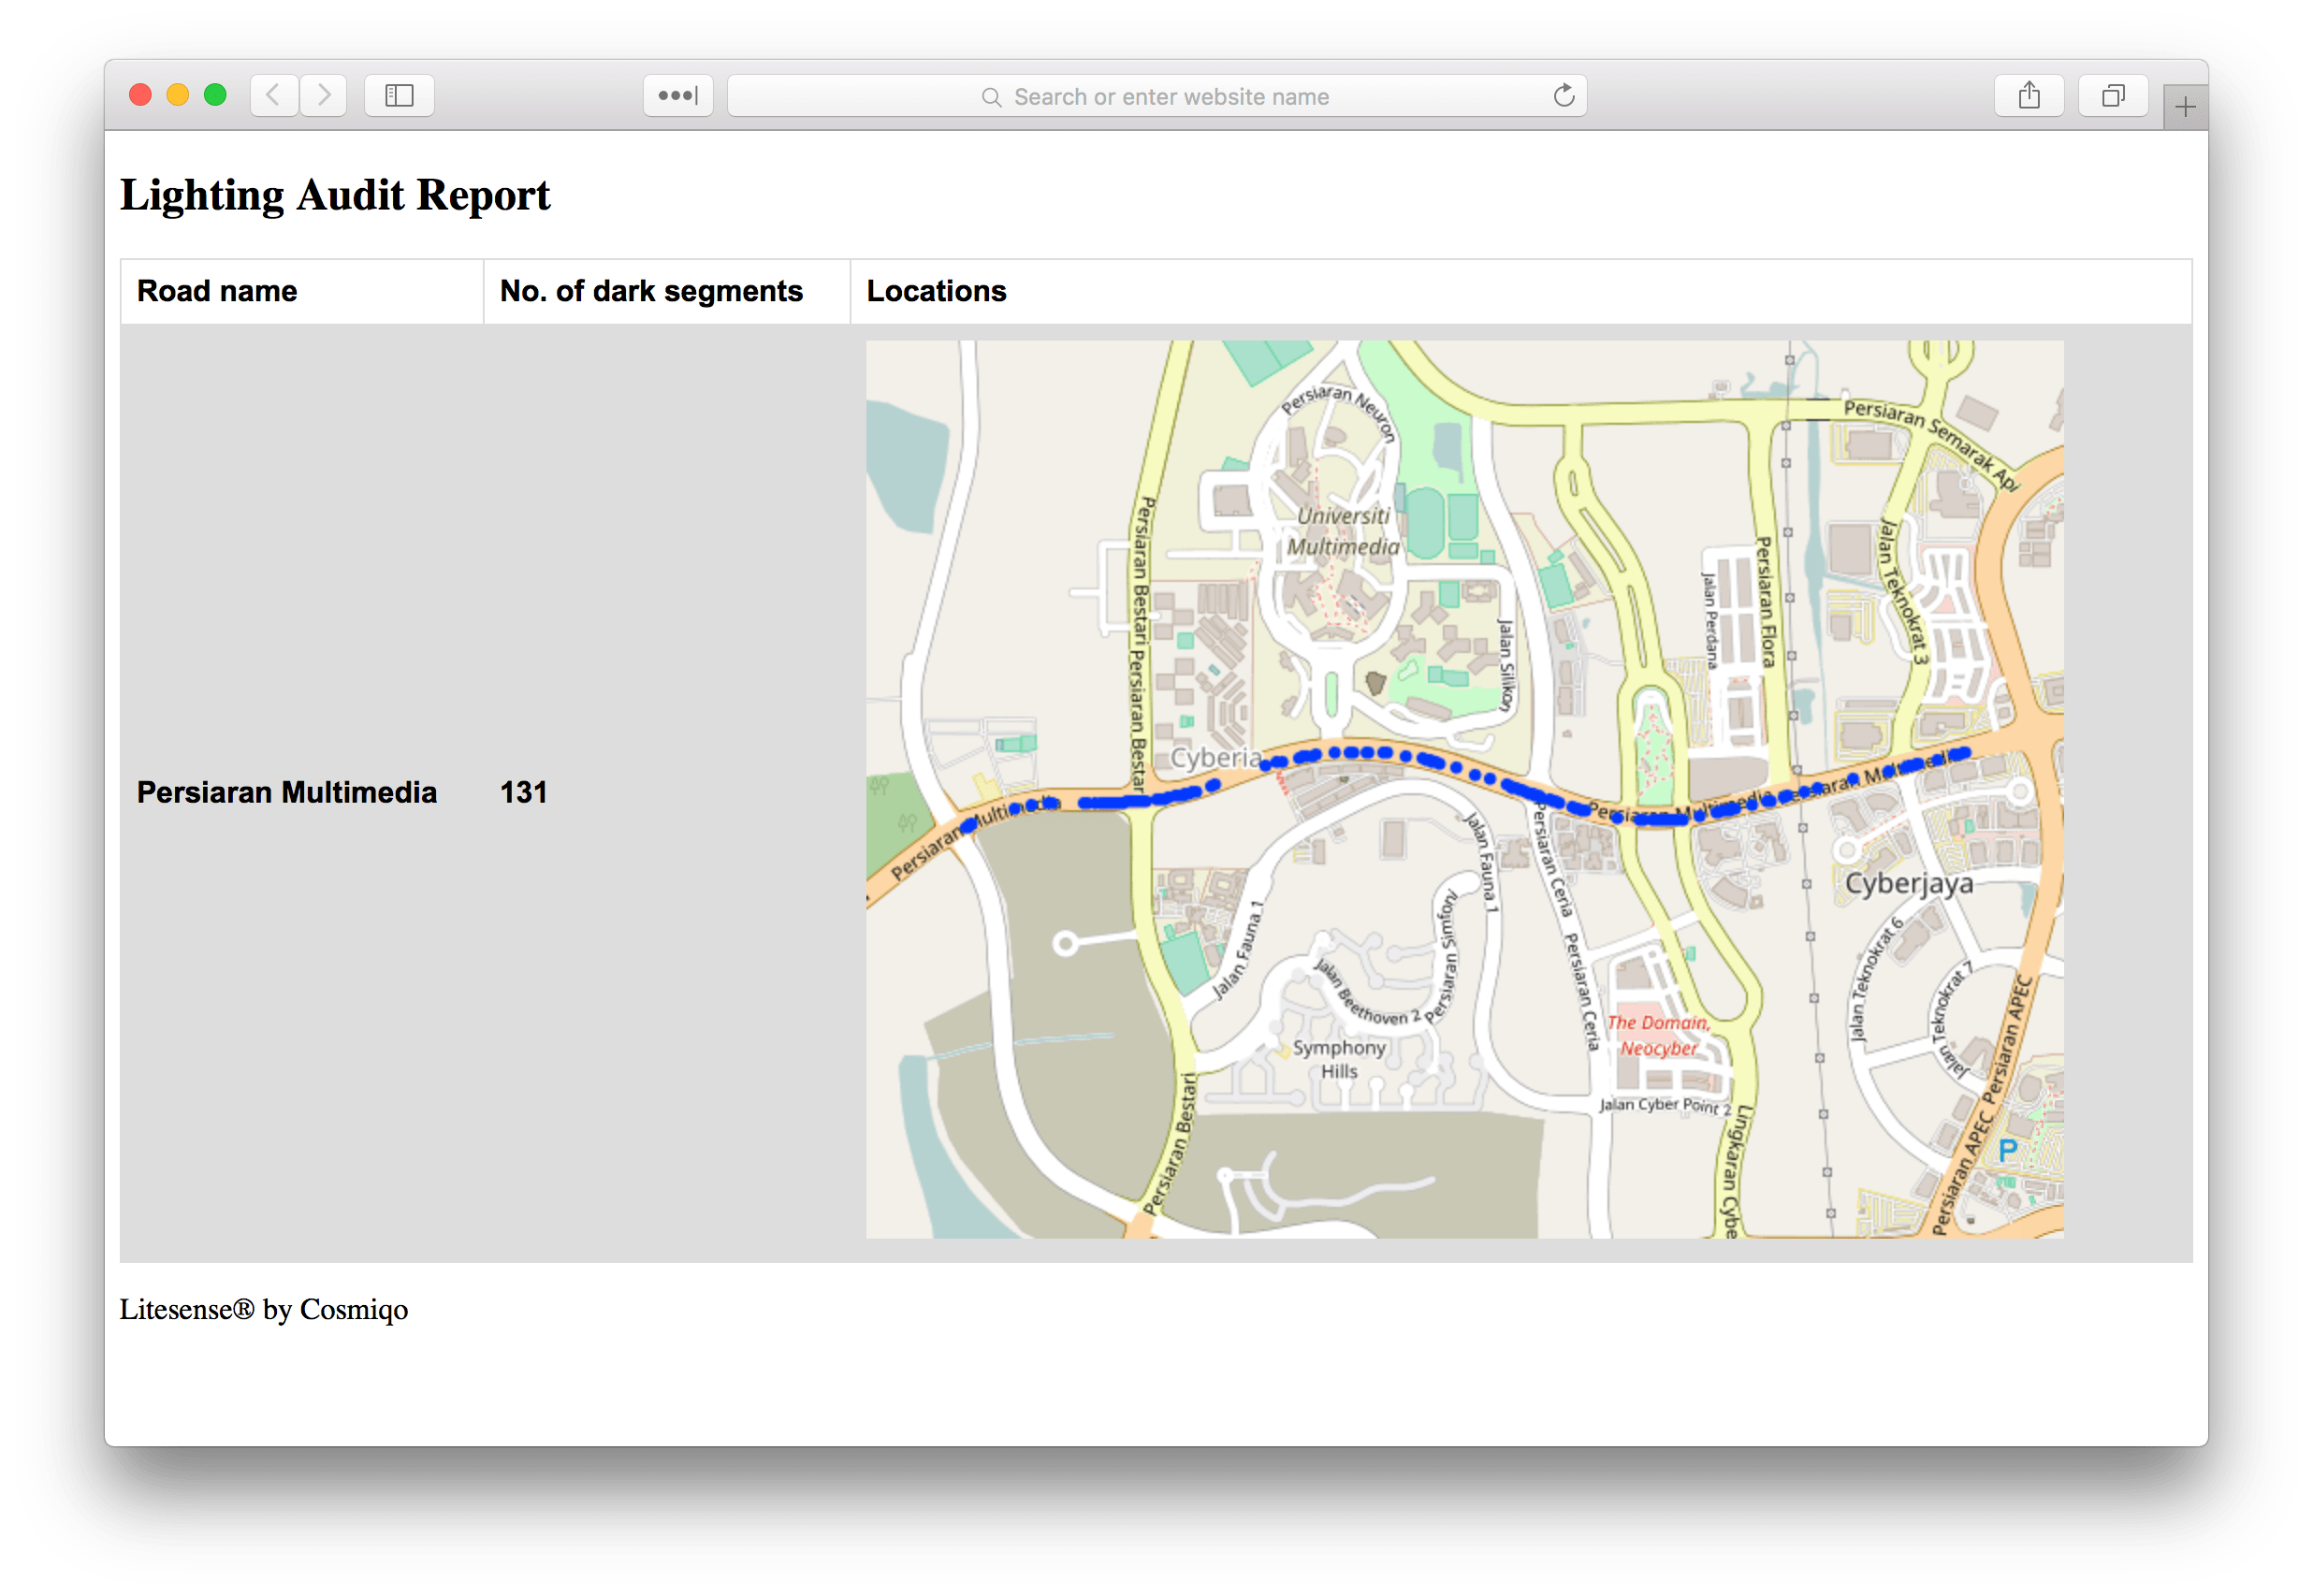 Search or enter website name
Lighting Audit Report
Road name
No. of dark segments
Locations
Persiaran Multimedia
131
Persiaran Neuron
Persiaran Semarak Api
Universiti
Multimedia
Persiaran Bestari
Persiaran Bestari
Jalan Silikon
Jalan Perdana
Persiaran Flora
Jalan Teknokrat 3
Cyberia
Persiaran Multimedia
Persiaran Multimedia
Persiaran Multimedia
Jalan Fauna 1
Jalan Fauna 1
Persiaran Ceria
Persiaran Ceria
Persiaran Simfoni
Jalan Beethoven 2
Symphony
Hills
The Domain,
Neocyber
Jalan Cyber Point 2
Lingkaran Cybe
Cyberjaya
Jalan Teknokrat 6
Jalan Teknokrat 7
Persiaran APEC
Persiaran APEC
P
Persiaran Bestari
Litesense® by Cosmiqo